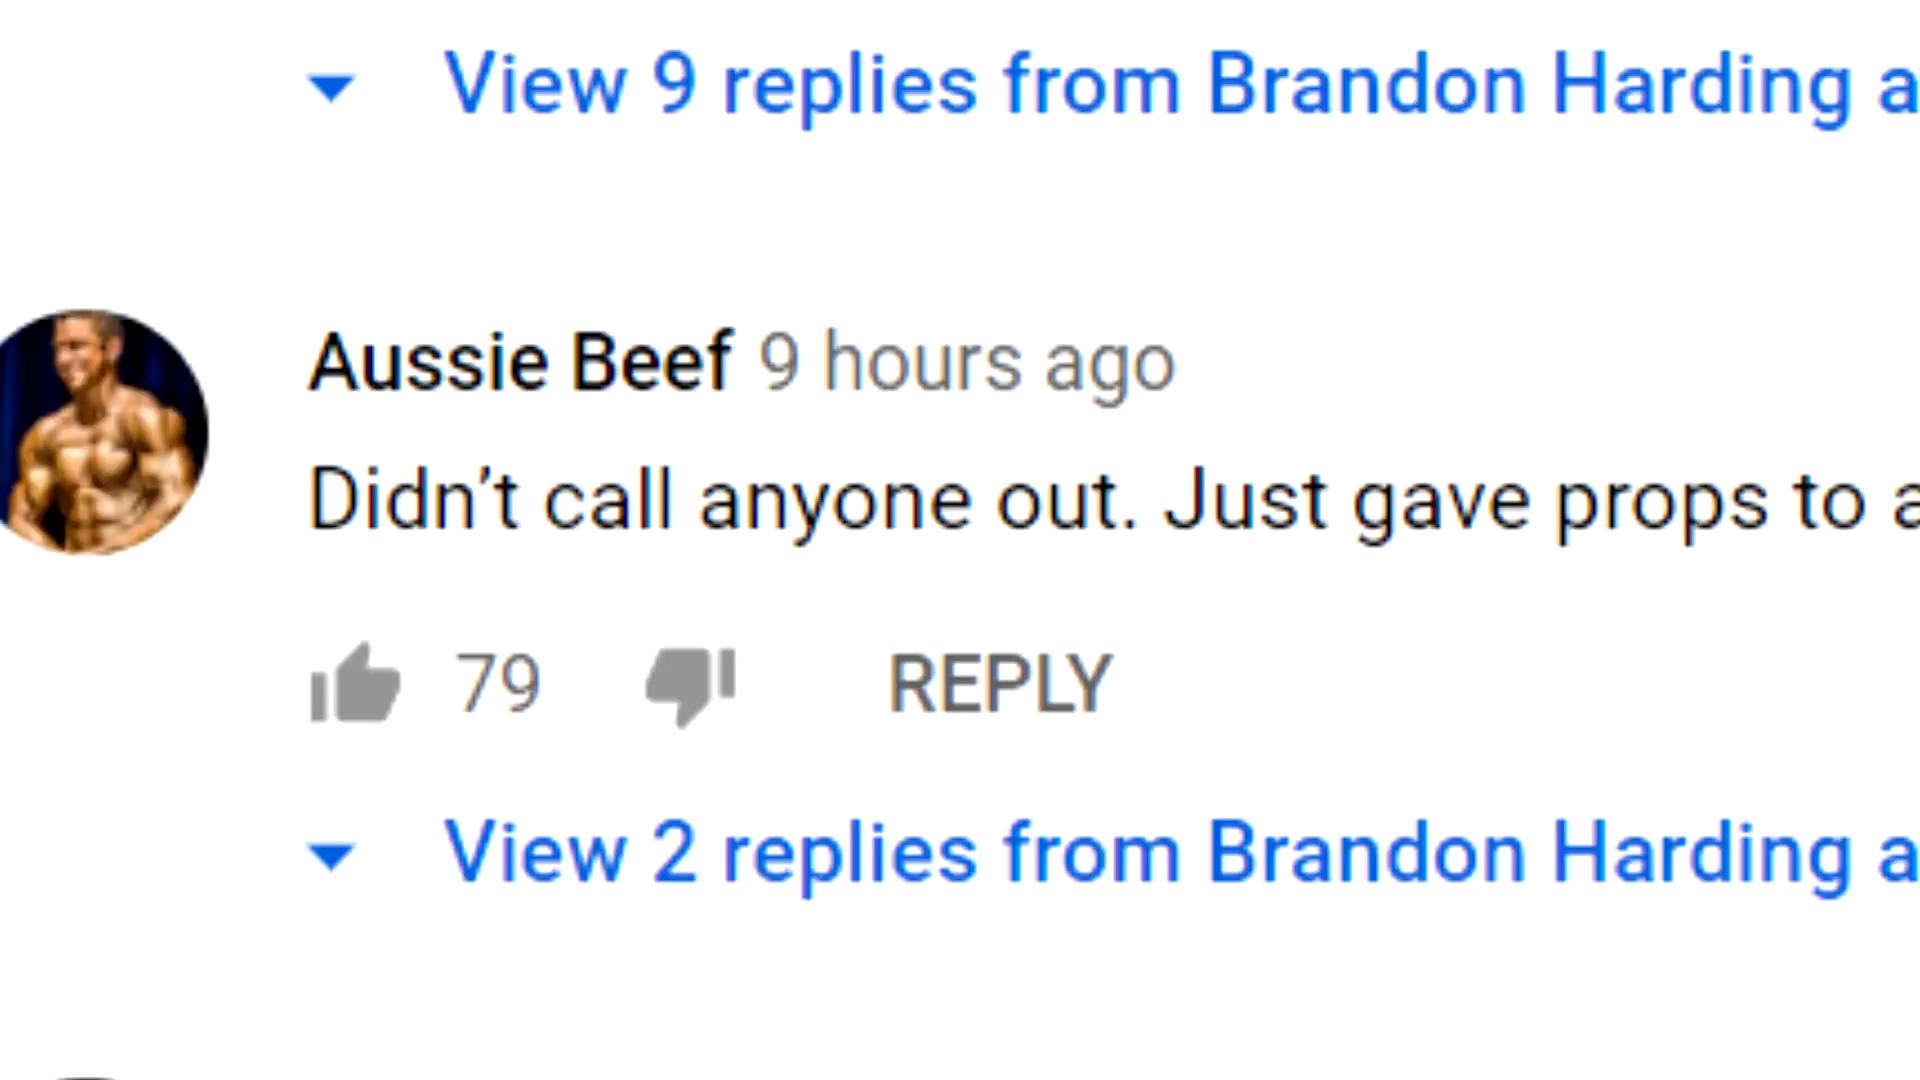 View 9 replies from Brandon Harding a
Aussie Beef 9 hours ago
Didn’t call anyone out. Just gave props to a
79 REPLY
View 2 replies from Brandon Harding a